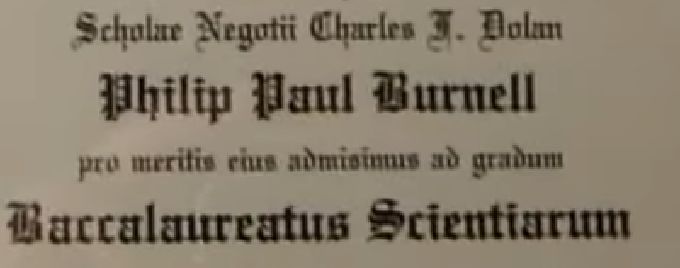 Scholae Negotii Charles F. Dolan
Philip Paul Burnell
pro meritis eius admisimus ad gradum
Baccalaureatus Scientiarum